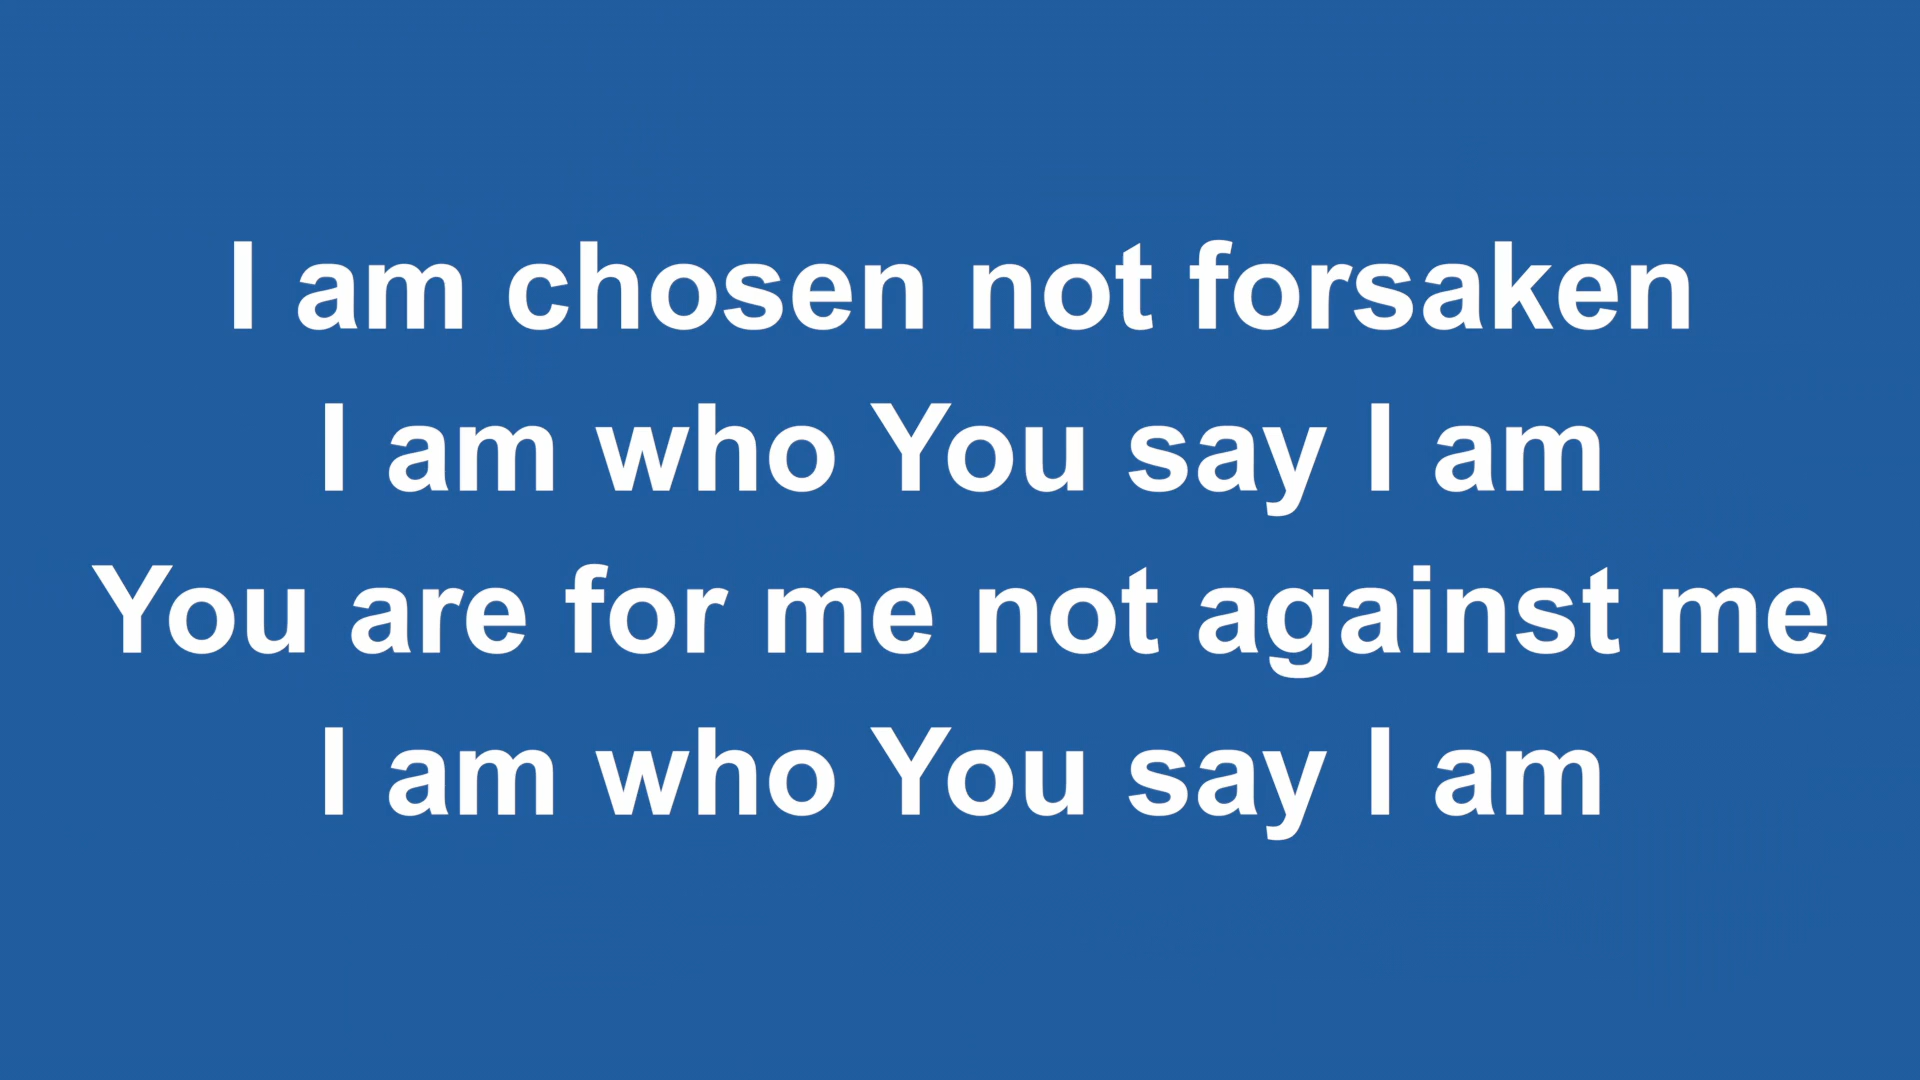 I am chosen not forsaken
I am who You say I am
You are for me not against me
I am who You say I am